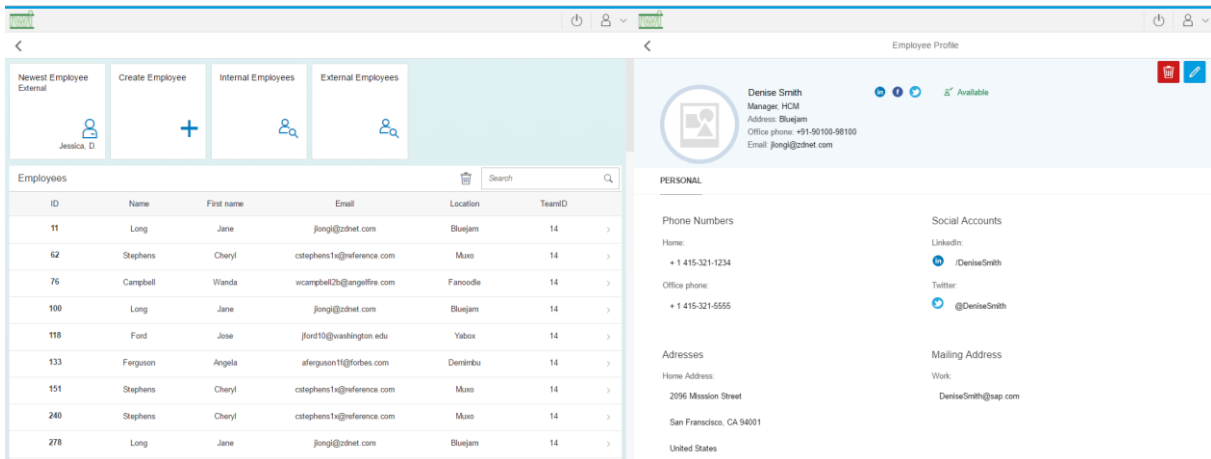 rwf
Newest Employee
External
Jessica, D.
Create Employee
Internal Employees
External Employees
Employees
Search
ID Name First name Email Location TeamID
11 Long Jane jlongi@zdnet.com Bluejam 14
62 Stephens Cheryl cstephens1x@reference.com Muxo 14
76 Campbell Wanda wcampbell2b@angelfire.com Fanoodle 14
100 Long Jane jlongi@zdnet.com Bluejam 14
118 Ford Jose jford10@washington.edu Yabox 14
133 Ferguson Angela aferguson1f@forbes.com Demimbu 14
151 Stephens Cheryl cstephens1x@reference.com Muxo 14
240 Stephens Cheryl cstephens1x@reference.com Muxo 14
278 Long Jane jlongi@zdnet.com Bluejam 14
rwf
Employee Profile
Denise Smith
Manager, HCM
Address: Bluejam
Office phone: +91-90100-98100
Email: jlongi@zdnet.com
Available
PERSONAL
Phone Numbers
Home:
+ 1 415-321-1234
Office phone:
+ 1 415-321-5555
Social Accounts
LinkedIn:
in /DeniseSmith
Twitter:
@DeniseSmith
Adresses
Home Address:
2096 Misssion Street
San Franscisco, CA 94001
United States
Mailing Address
Work:
DeniseSmith@sap.com